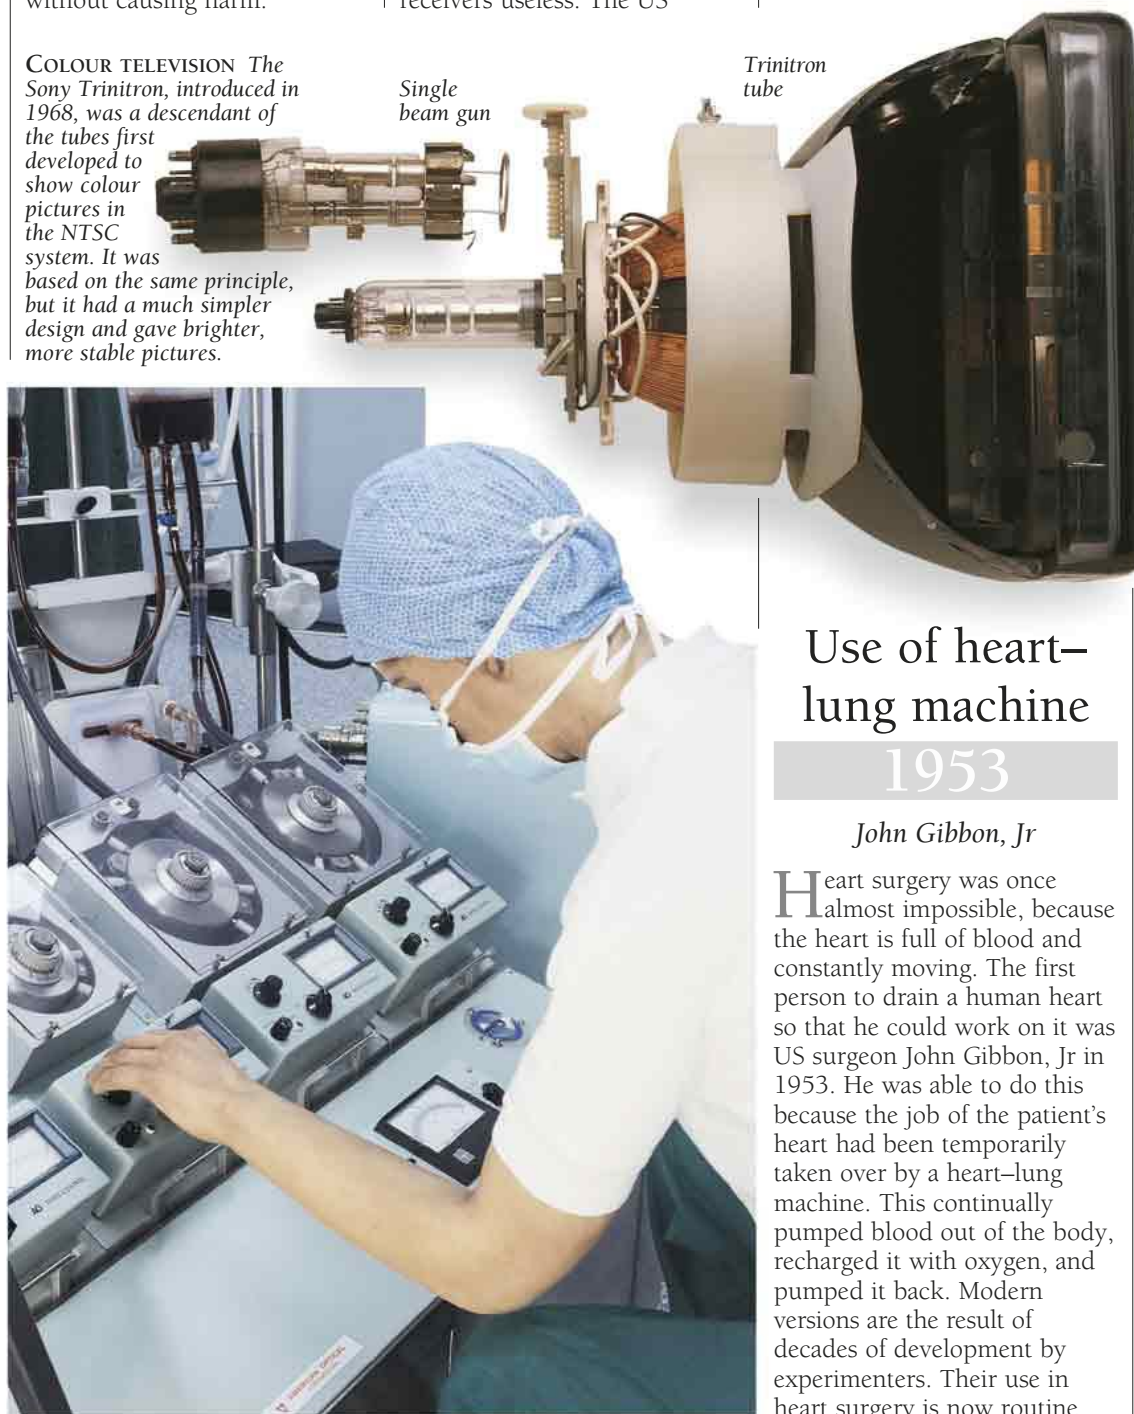 without causing harm.
receivers useless. The US
COLOUR TELEVISION The
Sony Trinitron, introduced in
1968, was a descendant of
the tubes first
developed to
show colour
pictures in
the NTSC
system. It was
based on the same principle,
but it had a much simpler
design and gave brighter,
more stable pictures.
Single
beam gun
Trinitron
tube
Use of heart–
lung machine
1953
John Gibbon, Jr
Heart surgery was once
almost impossible, because
the heart is full of blood and
constantly moving. The first
person to drain a human heart
so that he could work on it was
US surgeon John Gibbon, Jr in
1953. He was able to do this
because the job of the patient's
heart had been temporarily
taken over by a heart–lung
machine. This continually
pumped blood out of the body,
recharged it with oxygen, and
pumped it back. Modern
versions are the result of
decades of development by
experimenters. Their use in
heart surgery is now routine
AMERICAN OPTICAL